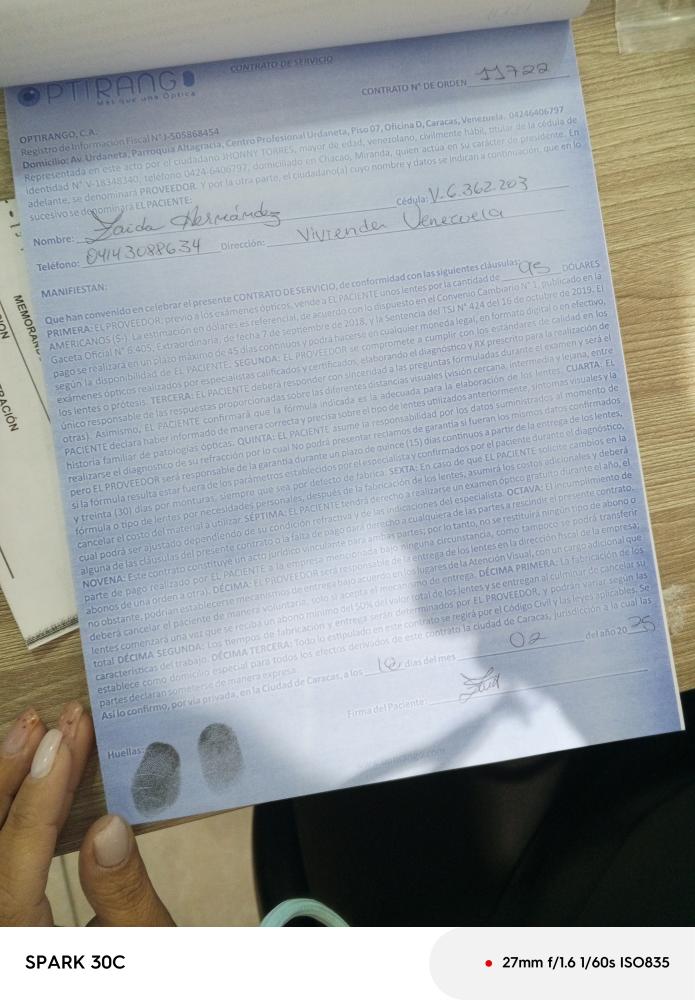 CONTRATO DE SERVICIO
OPTIRANGO
Más que una Óptica
CONTRATO N° DE ORDEN 11722
OPTIRANGO, C.A.
Registro de Información Fiscal N° J-505868454
Domicilio: Av. Urdaneta, Parroquia Altagracia, Centro Profesional Urdaneta, Piso 07, Oficina D, Caracas, Venezuela. 04246406797
Representada en este acto por el ciudadano JHONNY TORRES, mayor de edad, venezolano, civilmente hábil, titular de la cédula de
identidad N° V-18348340, teléfono 0424-6406797, domiciliado en Chacao, Miranda, quien actúa en su carácter de presidente. En
adelante, se denominará PROVEEDOR. Y por la otra parte, el ciudadano(a) cuyo nombre y datos se indican a continuación, que en lo
sucesivo se denominará EL PACIENTE:
Nombre: Zaida Hernández Cédula: V.6.362.203
Teléfono: 04143088634 Dirección: Vivienda Venezuela
MANIFIESTAN:
Que han convenido en celebrar el presente CONTRATO DE SERVICIO, de conformidad con las siguientes cláusulas:
PRIMERA: EL PROVEEDOR: previo a los exámenes ópticos, vende a EL PACIENTE unos lentes por la cantidad de 95 DÓLARES
AMERICANOS (S-). La estimación en dólares es referencial, de acuerdo con lo dispuesto en el Convenio Cambiario N° 1, publicado en la
Gaceta Oficial N° 6.405, Extraordinaria, de fecha 7 de septiembre de 2018, y la Sentencia del TSJ N° 424 del 16 de octubre de 2019. El
pago se realizará en un plazo máximo de 45 días continuos y podrá hacerse en cualquier moneda legal, en formato digital o en efectivo,
según la disponibilidad de EL PACIENTE. SEGUNDA: EL PROVEEDOR se compromete a cumplir con los estándares de calidad en los
exámenes ópticos realizados por especialistas calificados y certificados, elaborando el diagnóstico y RX prescrito para la realización de
los lentes o prótesis. TERCERA: EL PACIENTE deberá responder con sinceridad a las preguntas formuladas durante el examen y será el
único responsable de las respuestas proporcionadas sobre las diferentes distancias visuales (visión cercana, intermedia y lejana, entre
otras). Asimismo, EL PACIENTE confirmará que la fórmula indicada es la adecuada para la elaboración de los lentes. CUARTA: EL
PACIENTE declara haber informado de manera correcta y precisa sobre el tipo de lentes utilizados anteriormente, síntomas visuales y la
historia familiar de patologías ópticas. QUINTA: EL PACIENTE asume la responsabilidad por los datos suministrados al momento de
realizarse el diagnóstico de su refracción por lo cual No podrá presentar reclamos de garantía si fueran los mismos datos confirmados
pero EL PROVEEDOR será responsable de la garantía durante un plazo de quince (15) días continuos a partir de la entrega de los lentes,
si la fórmula resulta estar fuera de los parámetros establecidos por el especialista y confirmados por el paciente durante el diagnóstico,
y treinta (30) días por monturas, siempre que sea por defecto de fabrica. SEXTA: En caso de que EL PACIENTE solicite cambios en la
fórmula o tipo de lentes por necesidades personales, después de la fabricación de los lentes, asumirá los costos adicionales y deberá
cancelar el costo del material a utilizar. SÉPTIMA: EL PACIENTE tendrá derecho a realizarse un examen óptico gratuito durante el año, el
cual podrá ser ajustado dependiendo de su condición refractiva y de las indicaciones del especialista. OCTAVA: El incumplimiento de
alguna de las cláusulas del presente contrato o la falta de pago dará derecho a cualquiera de las partes a rescindir el presente contrato.
NOVENA: Este contrato constituye un acto jurídico vinculante para ambas partes; por lo tanto, no se restituirá ningún tipo de abono o
parte de pago realizado por EL PACIENTE a la empresa mencionada bajo ninguna circunstancia, como tampoco se podrá transferir
abonos de una orden a otra). DÉCIMA: EL PROVEEDOR será responsable de la entrega de los lentes en la dirección fiscal de la empresa;
no obstante, podrían establecerse mecanismos de entrega bajo acuerdo en los lugares de la Atención Visual, con un cargo adicional que
deberá cancelar el paciente de manera voluntaria, solo si acepta el mecanismo de entrega. DÉCIMA PRIMERA: La fabricación de los
lentes comenzará una vez que se reciba un abono mínimo del 50% del valor total de los lentes y se entregan al culminar de cancelar su
total DÉCIMA SEGUNDA: Los tiempos de fabricación y entrega serán determinados por EL PROVEEDOR, y podrán variar según las
características del trabajo. DÉCIMA TERCERA: Todo lo estipulado en este contrato se regirá por el Código Civil y las leyes aplicables. Se
establece como domicilio especial para todos los efectos derivados de este contrato la ciudad de Caracas, jurisdicción a la cual las
partes declaran someterse de manera expresa.
Así lo confirmo, por vía privada, en la Ciudad de Caracas, a los días del mes 02 del año 20 25
Firma del Paciente:
Huellas:
MEMORAND
RACIÓN
SPARK 30C
27mm f/1.6 1/60s ISO835